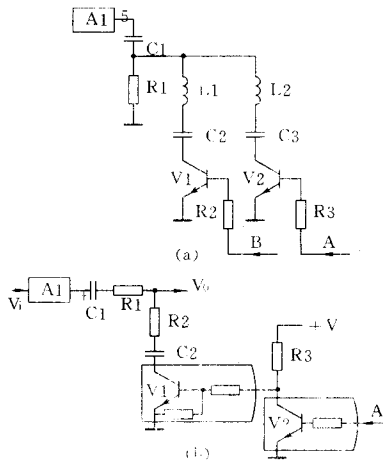 A1 5
C1
R1 L1 L2
C2 C3
V1 V2
R2 R3
B A
(a)
Vi A1 C1 R1 Vo
R2 +V
C2 R3
V1
V2 A